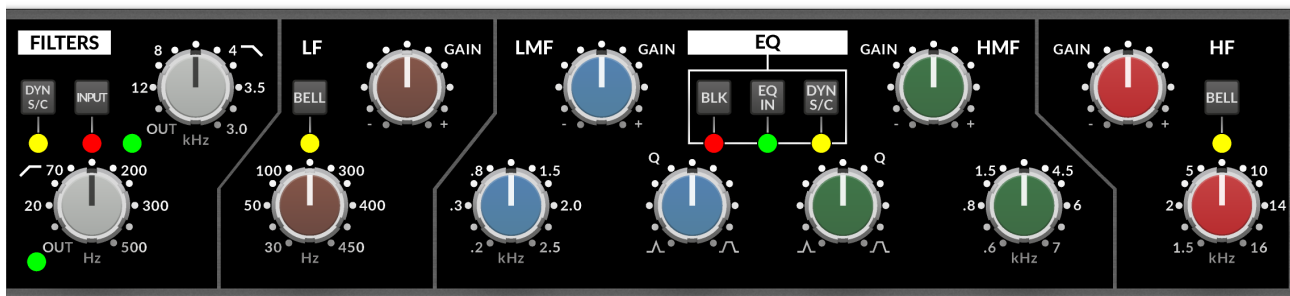 FILTERS
LF
GAIN
LMF
GAIN
EQ
GAIN
HMF
GAIN
HF
8
4
12
3.5
OUT
3.0
kHz
DYN
S/C
INPUT
BELL
-
+
-
+
BLK
EQ
IN
DYN
S/C
-
+
-
+
BELL
70
200
20
300
OUT
500
Hz
100
300
50
400
30
450
Hz
.8
1.5
.3
2.0
.2
2.5
kHz
Q
Q
1.5
4.5
.8
6
.6
7
kHz
5
10
2
14
1.5
16
kHz